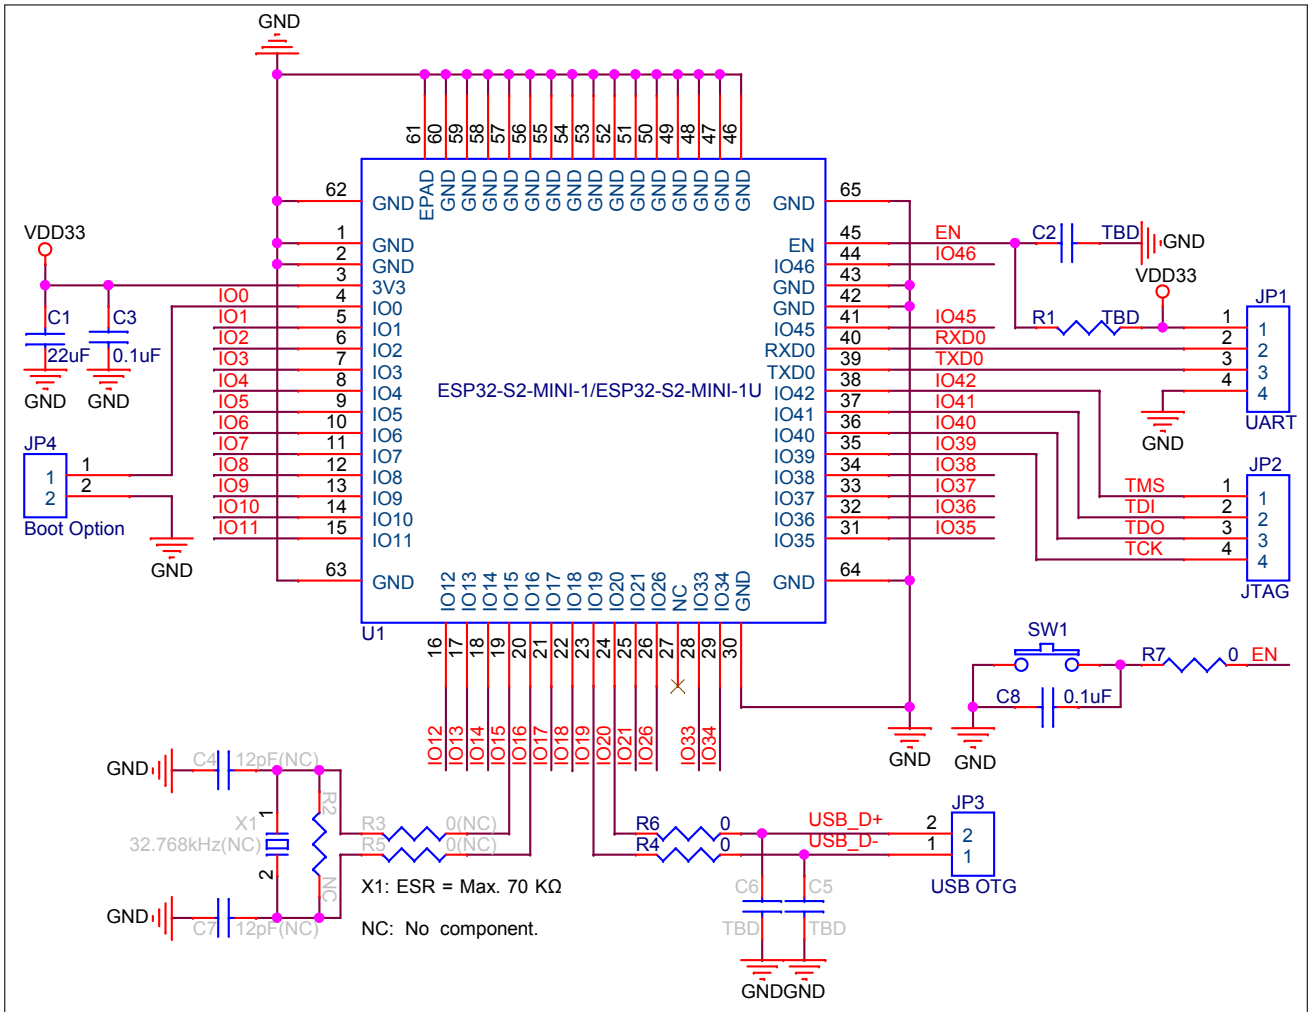 GND
61 60 59 58 57 56 55 54 53 52 51 50 49 48 47 46
EPAD GND GND GND GND GND GND GND GND GND GND GND GND GND GND GND
62 GND
1 GND
2 GND
3 3V3
IO0 4 IO0
IO1 5 IO1
IO2 6 IO2
IO3 7 IO3
IO4 8 IO4
IO5 9 IO5
IO6 10 IO6
IO7 11 IO7
IO8 12 IO8
IO9 13 IO9
IO10 14 IO10
IO11 15 IO11
63 GND
VDD33
C1
22uF
GND
C3
0.1uF
GND
JP4
1 1
2 2
Boot Option
GND
ESP32-S2-MINI-1/ESP32-S2-MINI-1U
U1
GND 65
EN 45 EN
IO46 44 IO46
GND 43
GND 42
IO45 41 IO45
RXD0 40 RXD0
TXD0 39 TXD0
IO42 38 IO42
IO41 37 IO41
IO40 36 IO40
IO39 35 IO39
IO38 34 IO38
IO37 33 IO37
IO36 32 IO36
IO35 31 IO35
GND 64
C2 TBD GND
VDD33
R1 TBD
JP1
1 1
2 2
3 3
4 4
UART
GND
JP2
TMS 1 1
TDI 2 2
TDO 3 3
TCK 4 4
JTAG
IO12 IO13 IO14 IO15 IO16 IO17 IO18 IO19 IO20 IO21 IO26 NC IO33 IO34 GND
16 17 18 19 20 21 22 23 24 25 26 27 28 29 30
IO12 IO13 IO14 IO15 IO16 IO17 IO18 IO19 IO20 IO21 IO26 IO33 IO34
GND
SW1
R7 0 EN
C8 0.1uF
GND
GND C4 12pF(NC)
X1
32.768kHz(NC)
1
2
R2
NC
R3 0(NC)
R5 0(NC)
GND C7 12pF(NC)
X1: ESR = Max. 70 KΩ
NC: No component.
R6 0 USB_D+
R4 0 USB_D-
JP3
2 2
1 1
USB OTG
C6
TBD
C5
TBD
GND GND